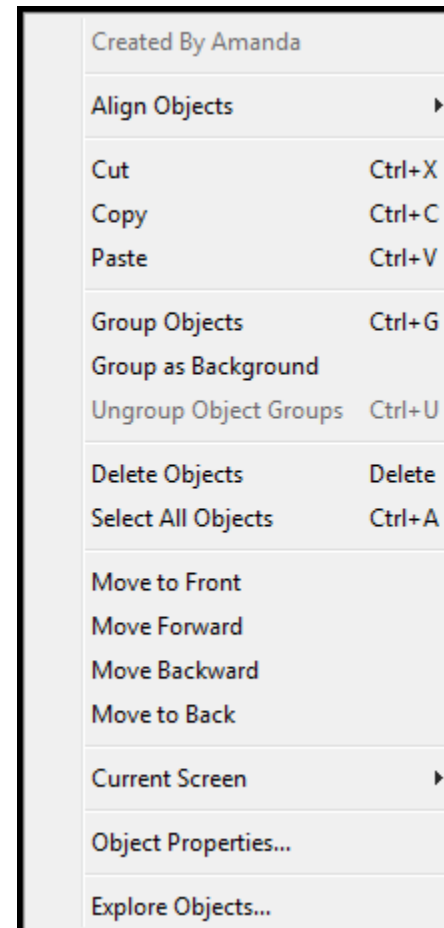 Created By Amanda
Align Objects
Cut Ctrl+X
Copy Ctrl+C
Paste Ctrl+V
Group Objects Ctrl+G
Group as Background
Ungroup Object Groups Ctrl+U
Delete Objects Delete
Select All Objects Ctrl+A
Move to Front
Move Forward
Move Backward
Move to Back
Current Screen
Object Properties...
Explore Objects...